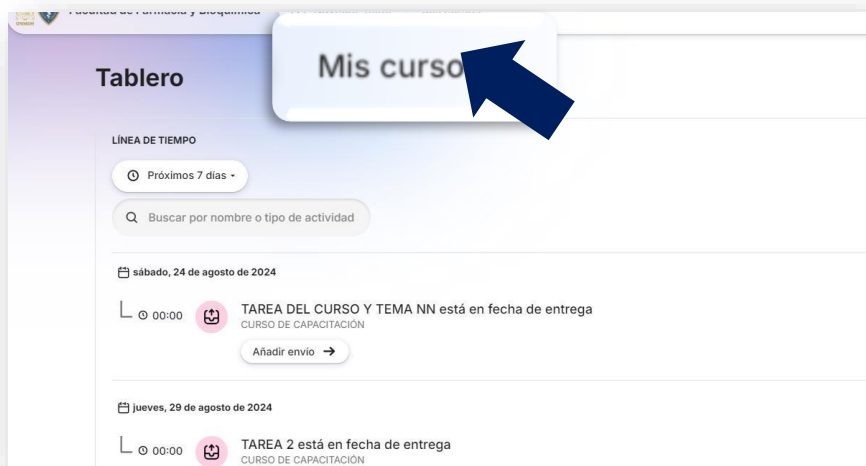 Facultad de Farmacia y Bioquímica
Mis curso
Tablero
LÍNEA DE TIEMPO
Próximos 7 días
Buscar por nombre o tipo de actividad
sábado, 24 de agosto de 2024
00:00
TAREA DEL CURSO Y TEMA NN está en fecha de entrega
CURSO DE CAPACITACIÓN
Añadir envío →
jueves, 29 de agosto de 2024
00:00
TAREA 2 está en fecha de entrega
CURSO DE CAPACITACIÓN